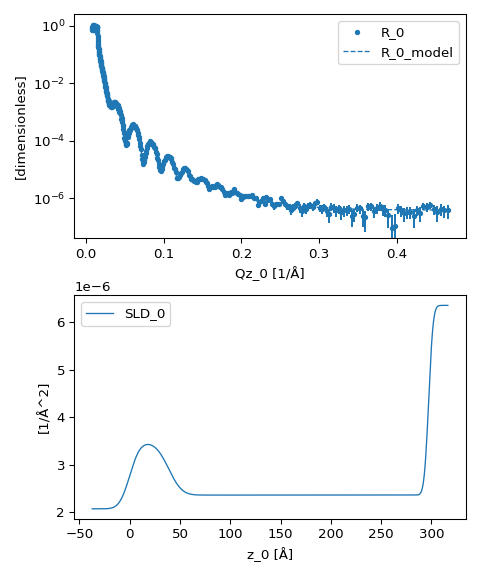 10⁰
10⁻²
10⁻⁴
10⁻⁶
[dimensionless]
R_0
R_0_model
0.0 0.1 0.2 0.3 0.4
Qz_0 [1/Å]
1e−6
6
5
4
3
2
[1/Å^2]
SLD_0
−50 0 50 100 150 200 250 300
z_0 [Å]